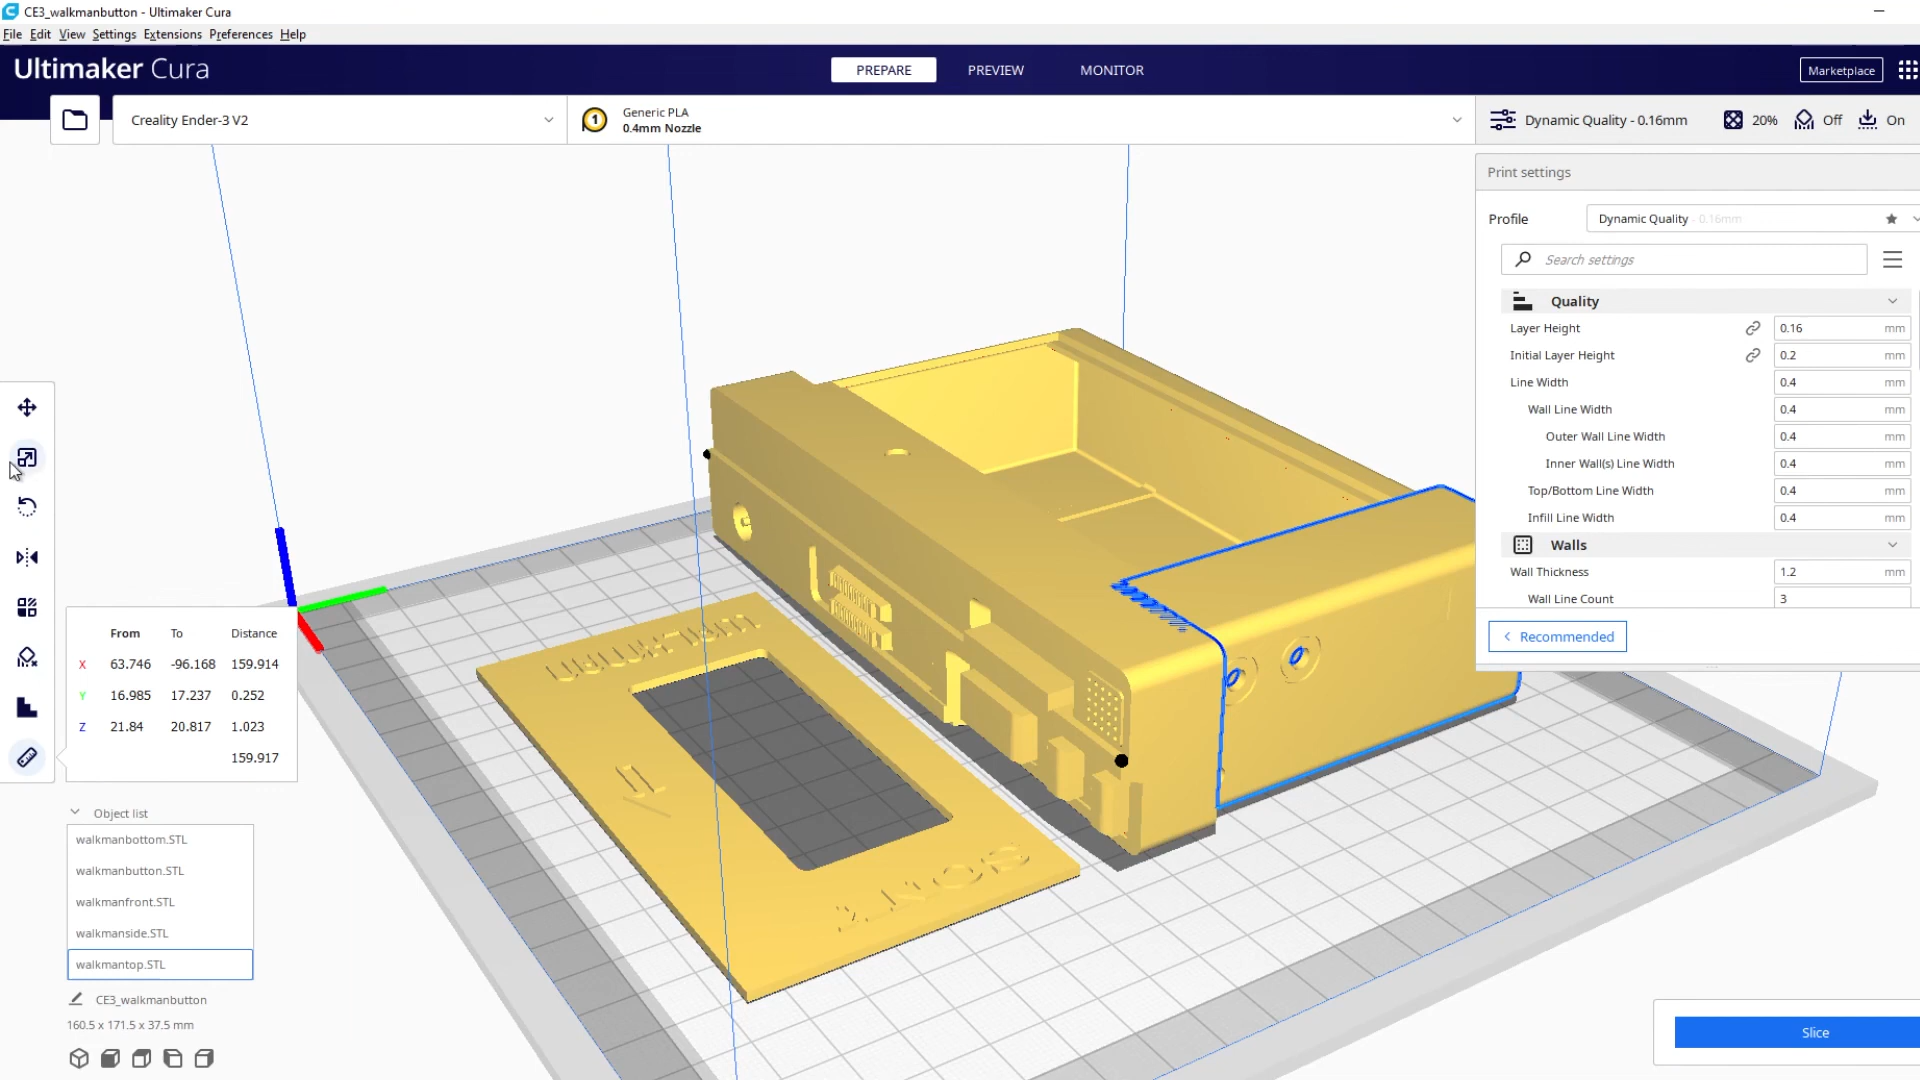 CE3_walkmanbutton - Ultimaker Cura
File Edit View Settings Extensions Preferences Help
Ultimaker Cura
PREPARE
PREVIEW
MONITOR
Marketplace
Creality Ender-3 V2
1
Generic PLA
0.4mm Nozzle
Dynamic Quality - 0.16mm
20%
Off
On
Print settings
Profile
Dynamic Quality - 0.16mm
Search settings
Quality
Layer Height 0.16 mm
Initial Layer Height 0.2 mm
Line Width 0.4 mm
Wall Line Width 0.4 mm
Outer Wall Line Width 0.4 mm
Inner Wall(s) Line Width 0.4 mm
Top/Bottom Line Width 0.4 mm
Infill Line Width 0.4 mm
Walls
Wall Thickness 1.2 mm
Wall Line Count 3
Recommended
From To Distance
X 63.746 -96.168 159.914
Y 16.985 17.237 0.252
Z 21.84 20.817 1.023
159.917
Object list
walkmanbottom.STL
walkmanbutton.STL
walkmanfront.STL
walkmanside.STL
walkmantop.STL
CE3_walkmanbutton
160.5 x 171.5 x 37.5 mm
WALKMAN
SONY
Slice